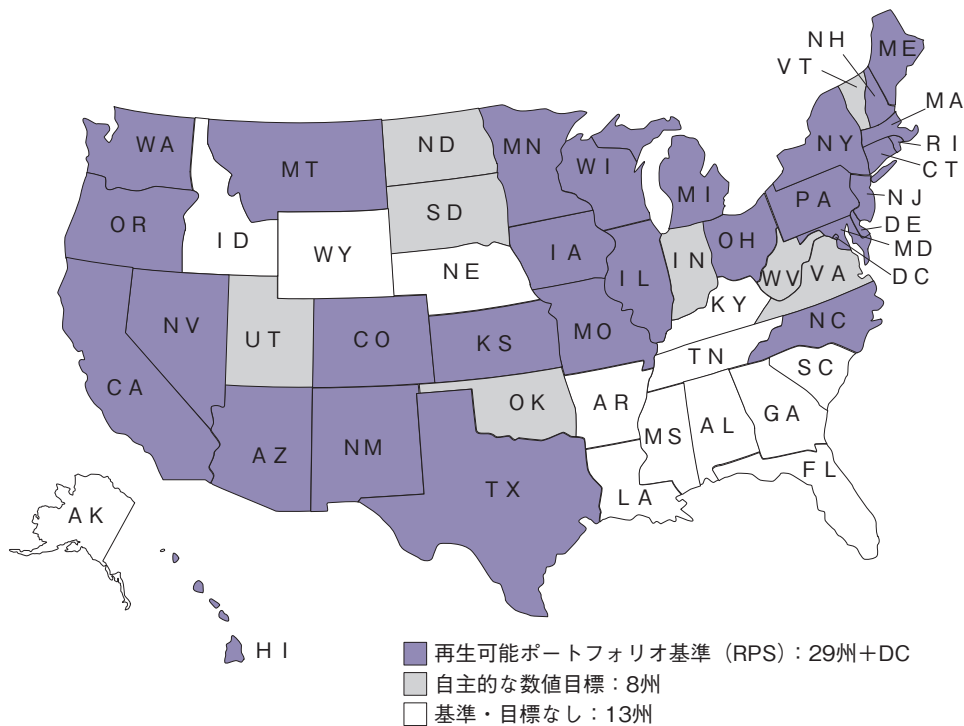 NH
ME
VT
MA
WA
MT
ND
MN
NY
RI
WI
CT
OR
SD
MI
PA
NJ
ID
WY
IA
OH
DE
MD
NE
IL
IN
WV
VA
DC
NV
UT
CO
KS
MO
KY
NC
CA
TN
SC
OK
AR
AZ
NM
MS
AL
GA
TX
LA
FL
AK
HI
再生可能ポートフォリオ基準（RPS）：29州＋DC
自主的な数値目標：8州
基準・目標なし：13州